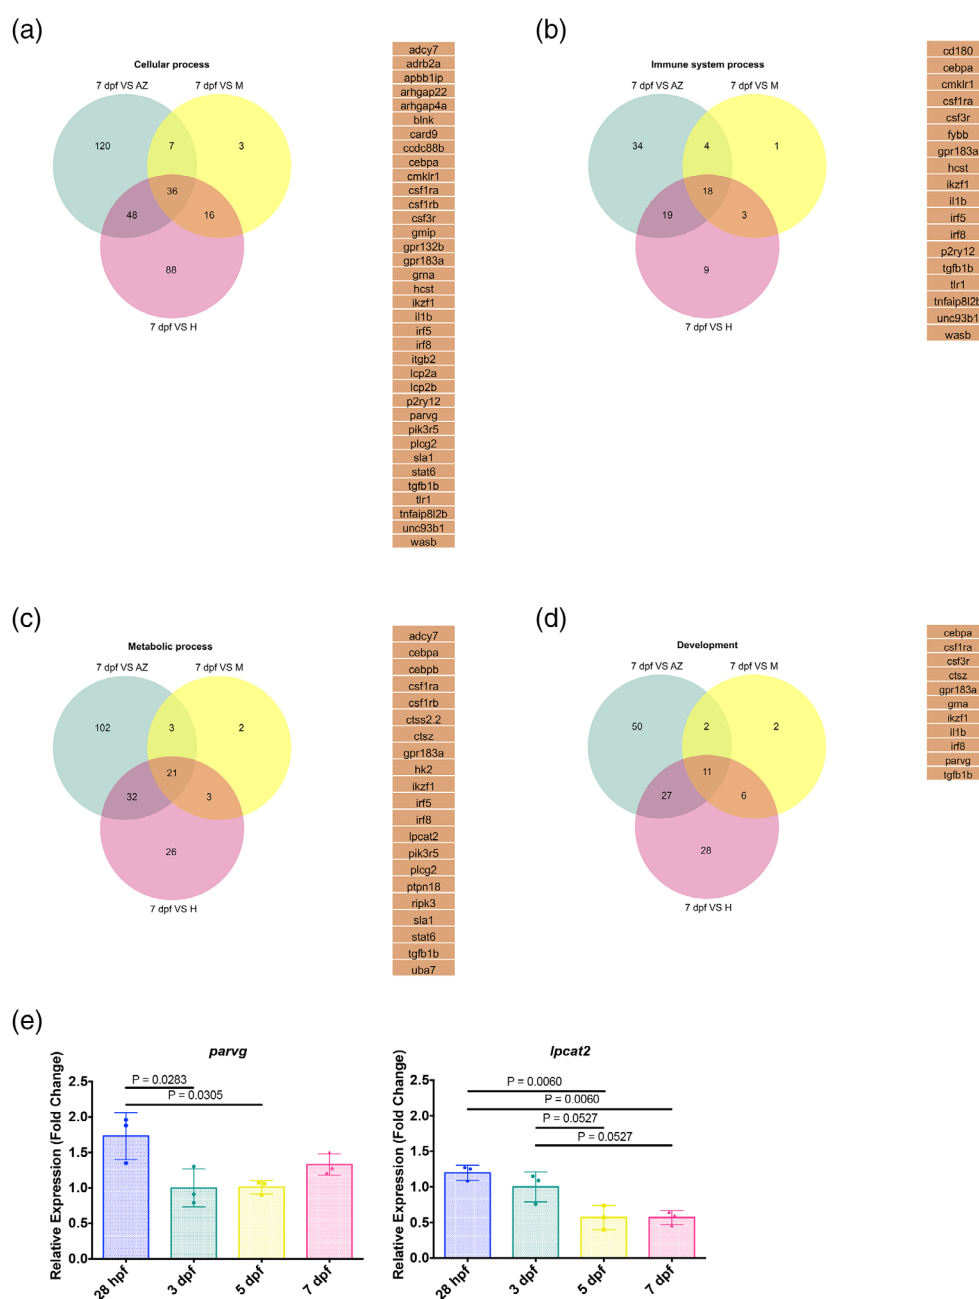 (a)
Cellular process
7 dpf VS AZ 7 dpf VS M
120 7 3
36
48 16
88
7 dpf VS H
adcy7
adrb2a
apbb1ip
arhgap22
arhgap4a
blnk
card9
ccdc88b
cebpa
cmklr1
csf1ra
csf1rb
csf3r
gmip
gpr132b
gpr183a
grna
hcst
ikzf1
il1b
irf5
irf8
itgb2
lcp2a
lcp2b
p2ry12
parvg
pik3r5
plcg2
sla1
stat6
tgfb1b
tlr1
tnfaip8l2b
unc93b1
wasb
(b)
Immune system process
7 dpf VS AZ 7 dpf VS M
34 4 1
18
19 3
9
7 dpf VS H
cd180
cebpa
cmklr1
csf1ra
csf3r
fybb
gpr183a
hcst
ikzf1
il1b
irf5
irf8
p2ry12
tgfb1b
tlr1
tnfaip8l2b
unc93b1
wasb
(c)
Metabolic process
7 dpf VS AZ 7 dpf VS M
102 3 2
21
32 3
26
7 dpf VS H
adcy7
cebpa
cebpb
csf1ra
csf1rb
ctss2.2
ctsz
gpr183a
hk2
ikzf1
irf5
irf8
lpcat2
pik3r5
plcg2
ptpn18
ripk3
sla1
stat6
tgfb1b
uba7
(d)
Development
7 dpf VS AZ 7 dpf VS M
50 2 2
11
27 6
28
7 dpf VS H
cebpa
csf1ra
csf3r
ctsz
gpr183a
grna
ikzf1
il1b
irf8
parvg
tgfb1b
(e)
parvg
Relative Expression (Fold Change)
2.5
2.0
1.5
1.0
0.5
0.0
P = 0.0283
P = 0.0305
28 hpf 3 dpf 5 dpf 7 dpf
lpcat2
Relative Expression (Fold Change)
2.5
2.0
1.5
1.0
0.5
0.0
P = 0.0060
P = 0.0060
P = 0.0527
P = 0.0527
28 hpf 3 dpf 5 dpf 7 dpf